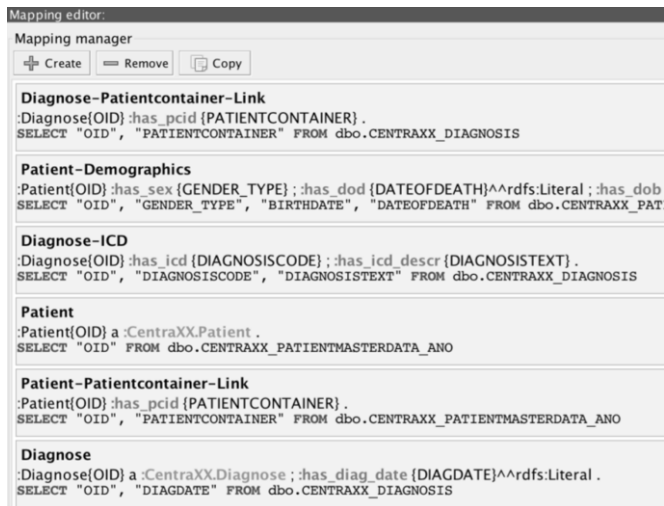 Mapping editor:
Mapping manager
Create Remove Copy
Diagnose-Patientcontainer-Link
:Diagnose{OID} :has_pcid {PATIENTCONTAINER} .
SELECT "OID", "PATIENTCONTAINER" FROM dbo.CENTRAXX_DIAGNOSIS
Patient-Demographics
:Patient{OID} :has_sex {GENDER_TYPE} ; :has_dod {DATEOFDEATH}^^rdfs:Literal ; :has_dob
SELECT "OID", "GENDER_TYPE", "BIRTHDATE", "DATEOFDEATH" FROM dbo.CENTRAXX_PATI
Diagnose-ICD
:Diagnose{OID} :has_icd {DIAGNOSISCODE} ; :has_icd_descr {DIAGNOSISTEXT} .
SELECT "OID", "DIAGNOSISCODE", "DIAGNOSISTEXT" FROM dbo.CENTRAXX_DIAGNOSIS
Patient
:Patient{OID} a :CentraXX.Patient .
SELECT "OID" FROM dbo.CENTRAXX_PATIENTMASTERDATA_ANO
Patient-Patientcontainer-Link
:Patient{OID} :has_pcid {PATIENTCONTAINER} .
SELECT "OID", "PATIENTCONTAINER" FROM dbo.CENTRAXX_PATIENTMASTERDATA_ANO
Diagnose
:Diagnose{OID} a :CentraXX.Diagnose ; :has_diag_date {DIAGDATE}^^rdfs:Literal .
SELECT "OID", "DIAGDATE" FROM dbo.CENTRAXX_DIAGNOSIS